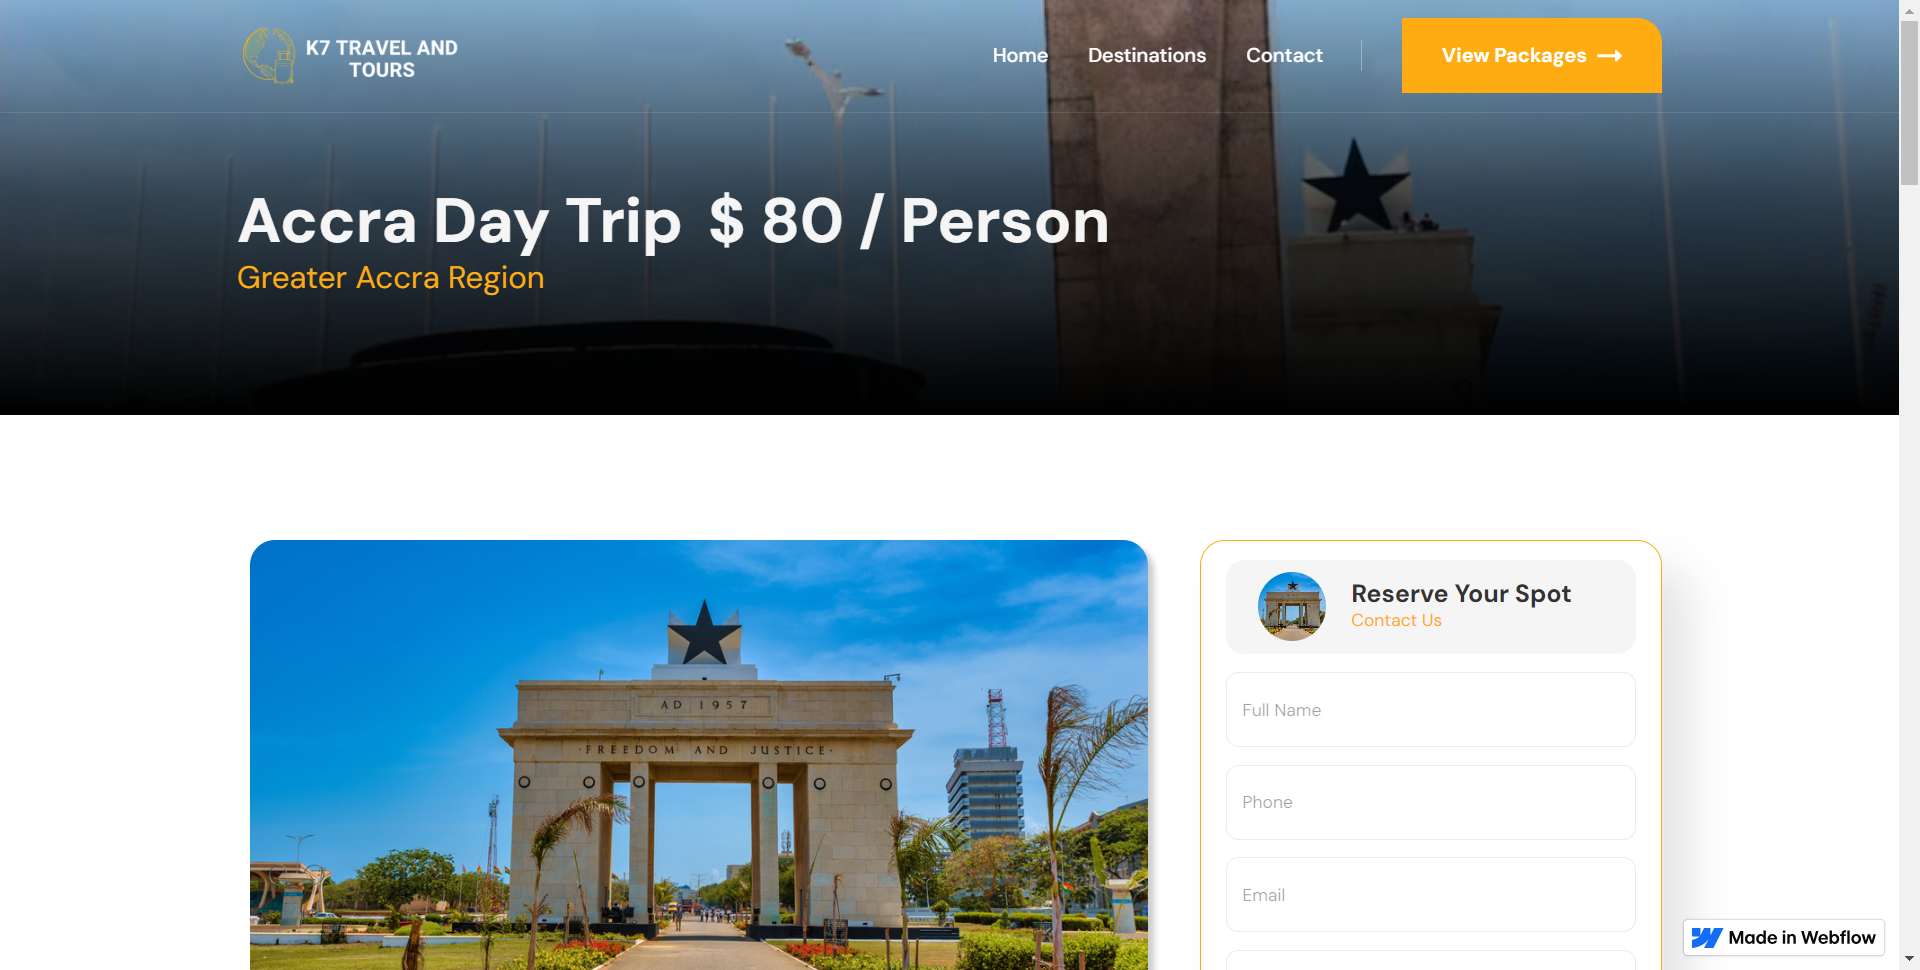 K7 TRAVEL AND
TOURS
Home
Destinations
Contact
View Packages
Accra Day Trip $ 80 / Person
Greater Accra Region
AD 1957
·FREEDOM AND JUSTICE·
Reserve Your Spot
Contact Us
Full Name
Phone
Email
Made in Webflow